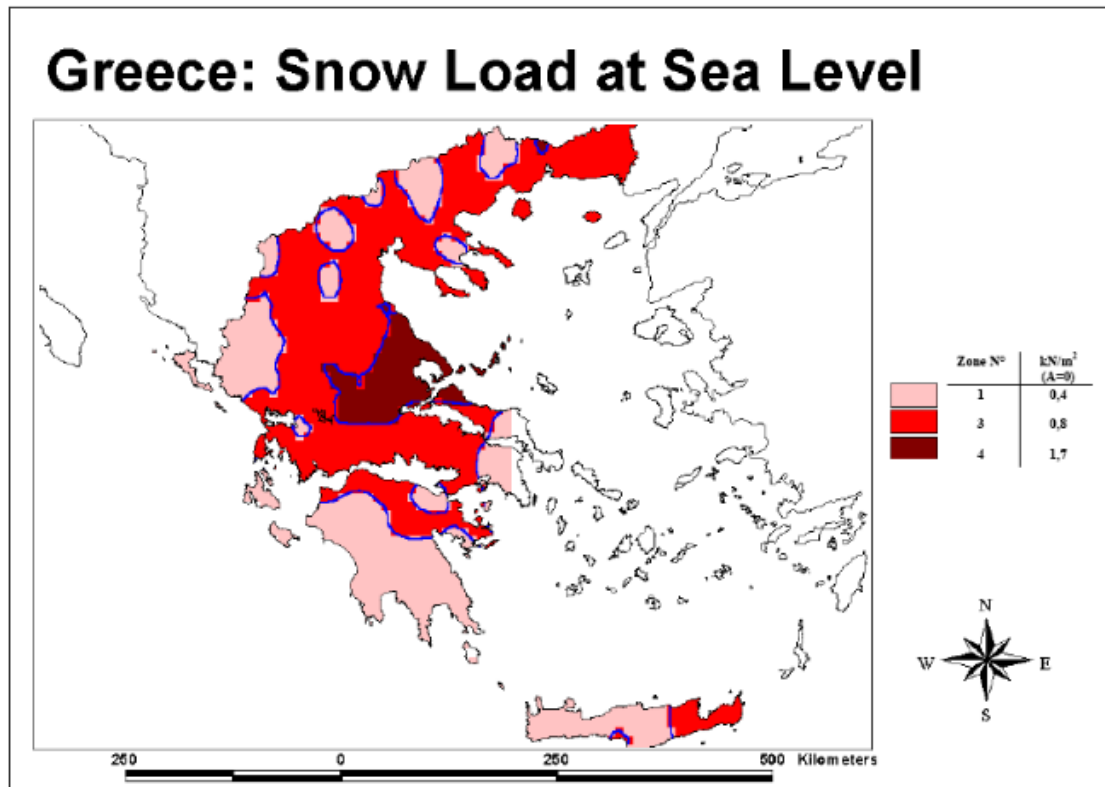 Greece: Snow Load at Sea Level
Zone N° kN/m²
(A=0)
1 0,4
3 0,8
4 1,7
N
W E
S
250 0 250 500 Kilometers